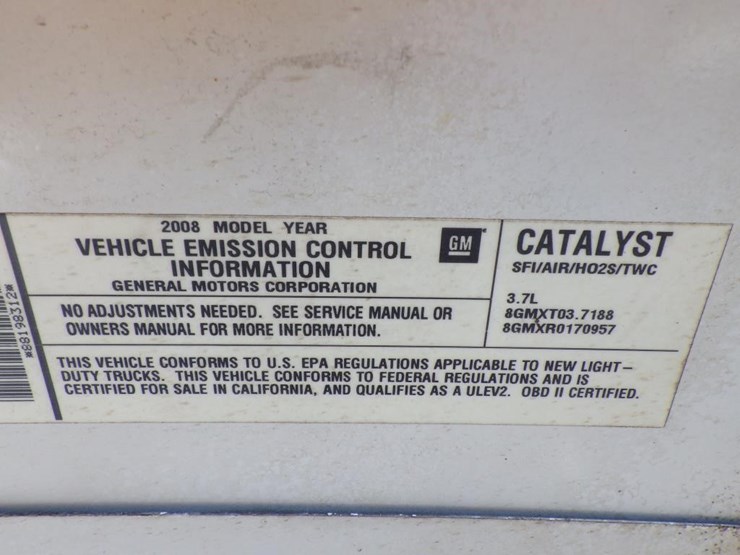 2008 MODEL YEAR
VEHICLE EMISSION CONTROL
INFORMATION
GENERAL MOTORS CORPORATION
GM
NO ADJUSTMENTS NEEDED. SEE SERVICE MANUAL OR
OWNERS MANUAL FOR MORE INFORMATION.
CATALYST
SFI/AIR/HO2S/TWC
3.7L
8GMXT03.7188
8GMXR0170957
THIS VEHICLE CONFORMS TO U.S. EPA REGULATIONS APPLICABLE TO NEW LIGHT-
DUTY TRUCKS. THIS VEHICLE CONFORMS TO FEDERAL REGULATIONS AND IS
CERTIFIED FOR SALE IN CALIFORNIA, AND QUALIFIES AS A ULEV2. OBD II CERTIFIED.
*88198312*